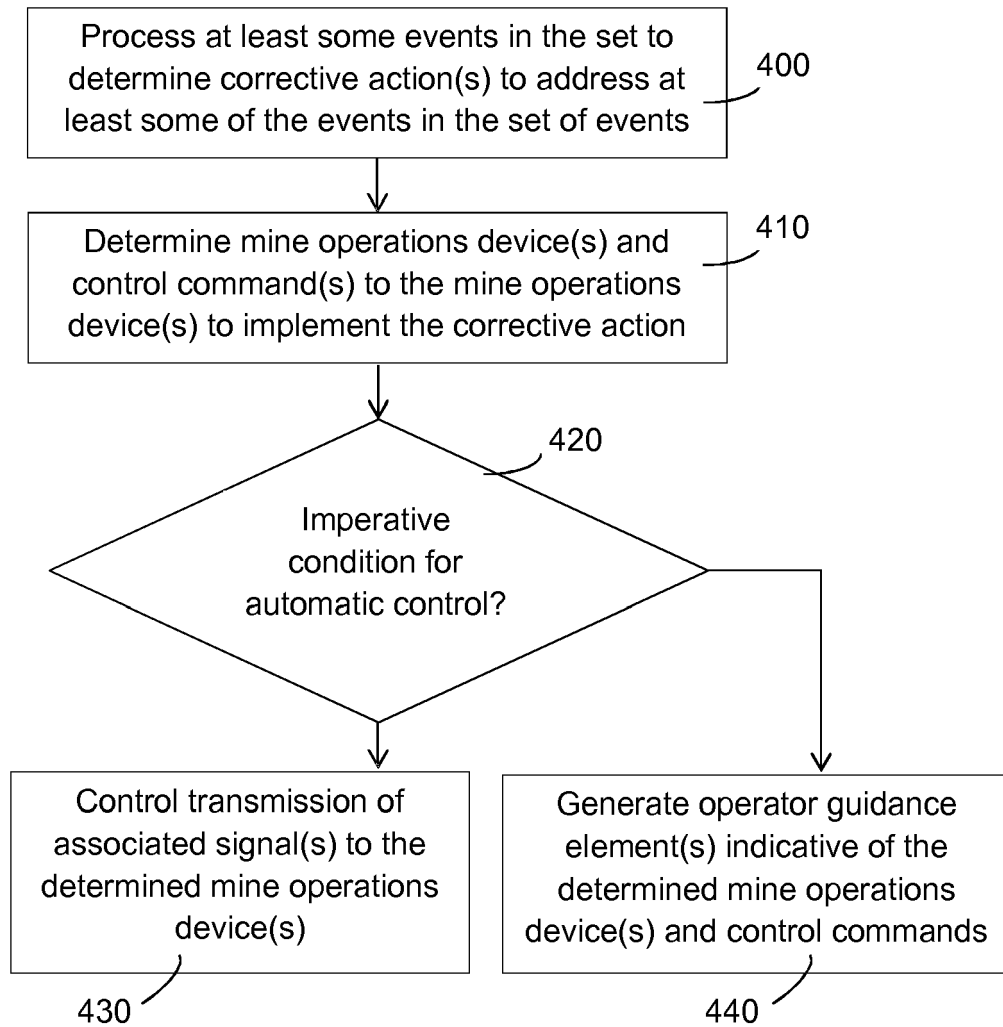 Process at least some events in the set to
determine corrective action(s) to address at
least some of the events in the set of events
400
Determine mine operations device(s) and
control command(s) to the mine operations
device(s) to implement the corrective action
410
420
Imperative
condition for
automatic control?
Control transmission of
associated signal(s) to the
determined mine operations
device(s)
430
Generate operator guidance
element(s) indicative of the
determined mine operations
device(s) and control commands
440